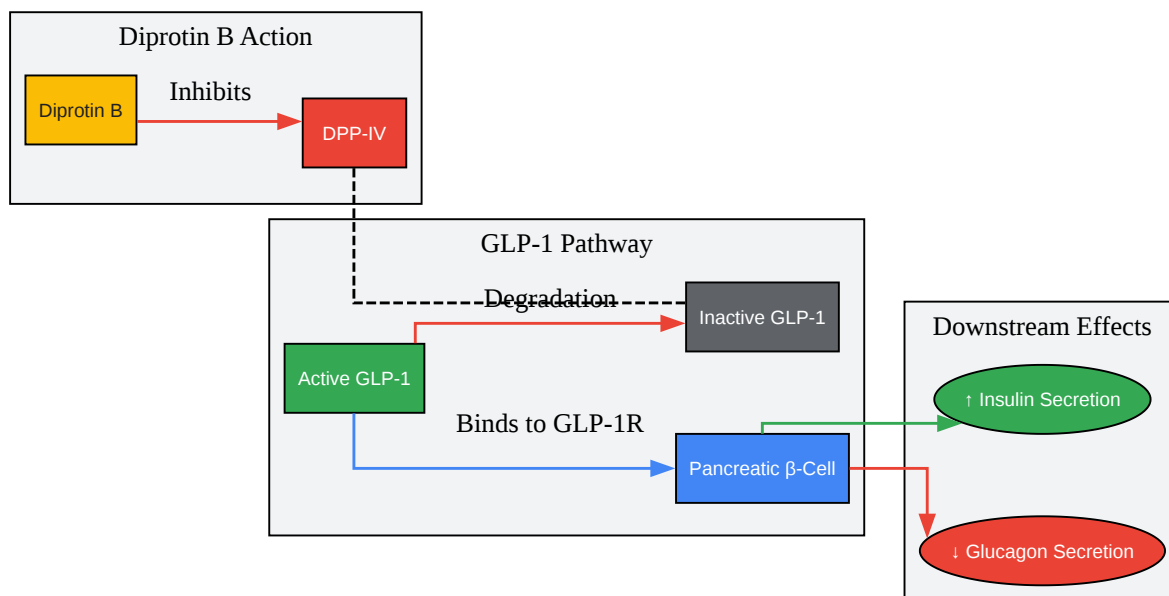 Diprotin B Action
Inhibits
Diprotin B
DPP-IV
GLP-1 Pathway
Degradation
Inactive GLP-1
Active GLP-1
Binds to GLP-1R
Pancreatic β-Cell
Downstream Effects
↑ Insulin Secretion
↓ Glucagon Secretion